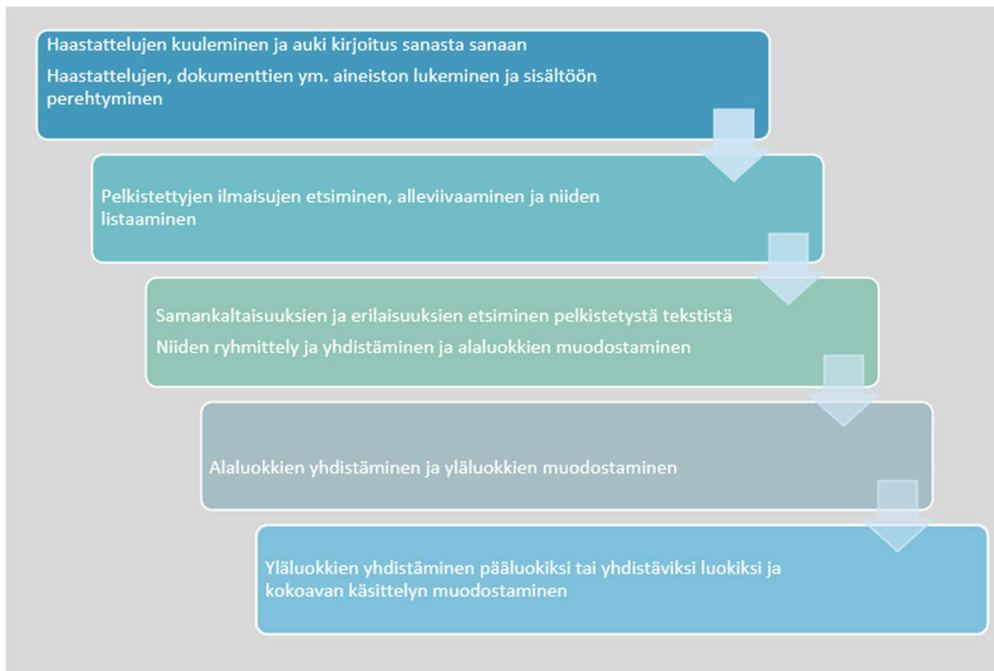 Haastattelujen kuuleminen ja auki kirjoitus sanasta sanaan
Haastattelujen, dokumenttien ym. aineiston lukeminen ja sisältöön
perehtyminen
Pelkistettyjen ilmaisujen etsiminen, alleviivaaminen ja niiden
listaaminen
Samankaltaisuuksien ja erilaisuuksien etsiminen pelkistetystä tekstistä
Niiden ryhmittely ja yhdistäminen ja alaluokkien muodostaminen
Alaluokkien yhdistäminen ja yläluokkien muodostaminen
Yläluokkien yhdistäminen pääluokiksi tai yhdistäviksi luokiksi ja
kokoavan käsittelyn muodostaminen